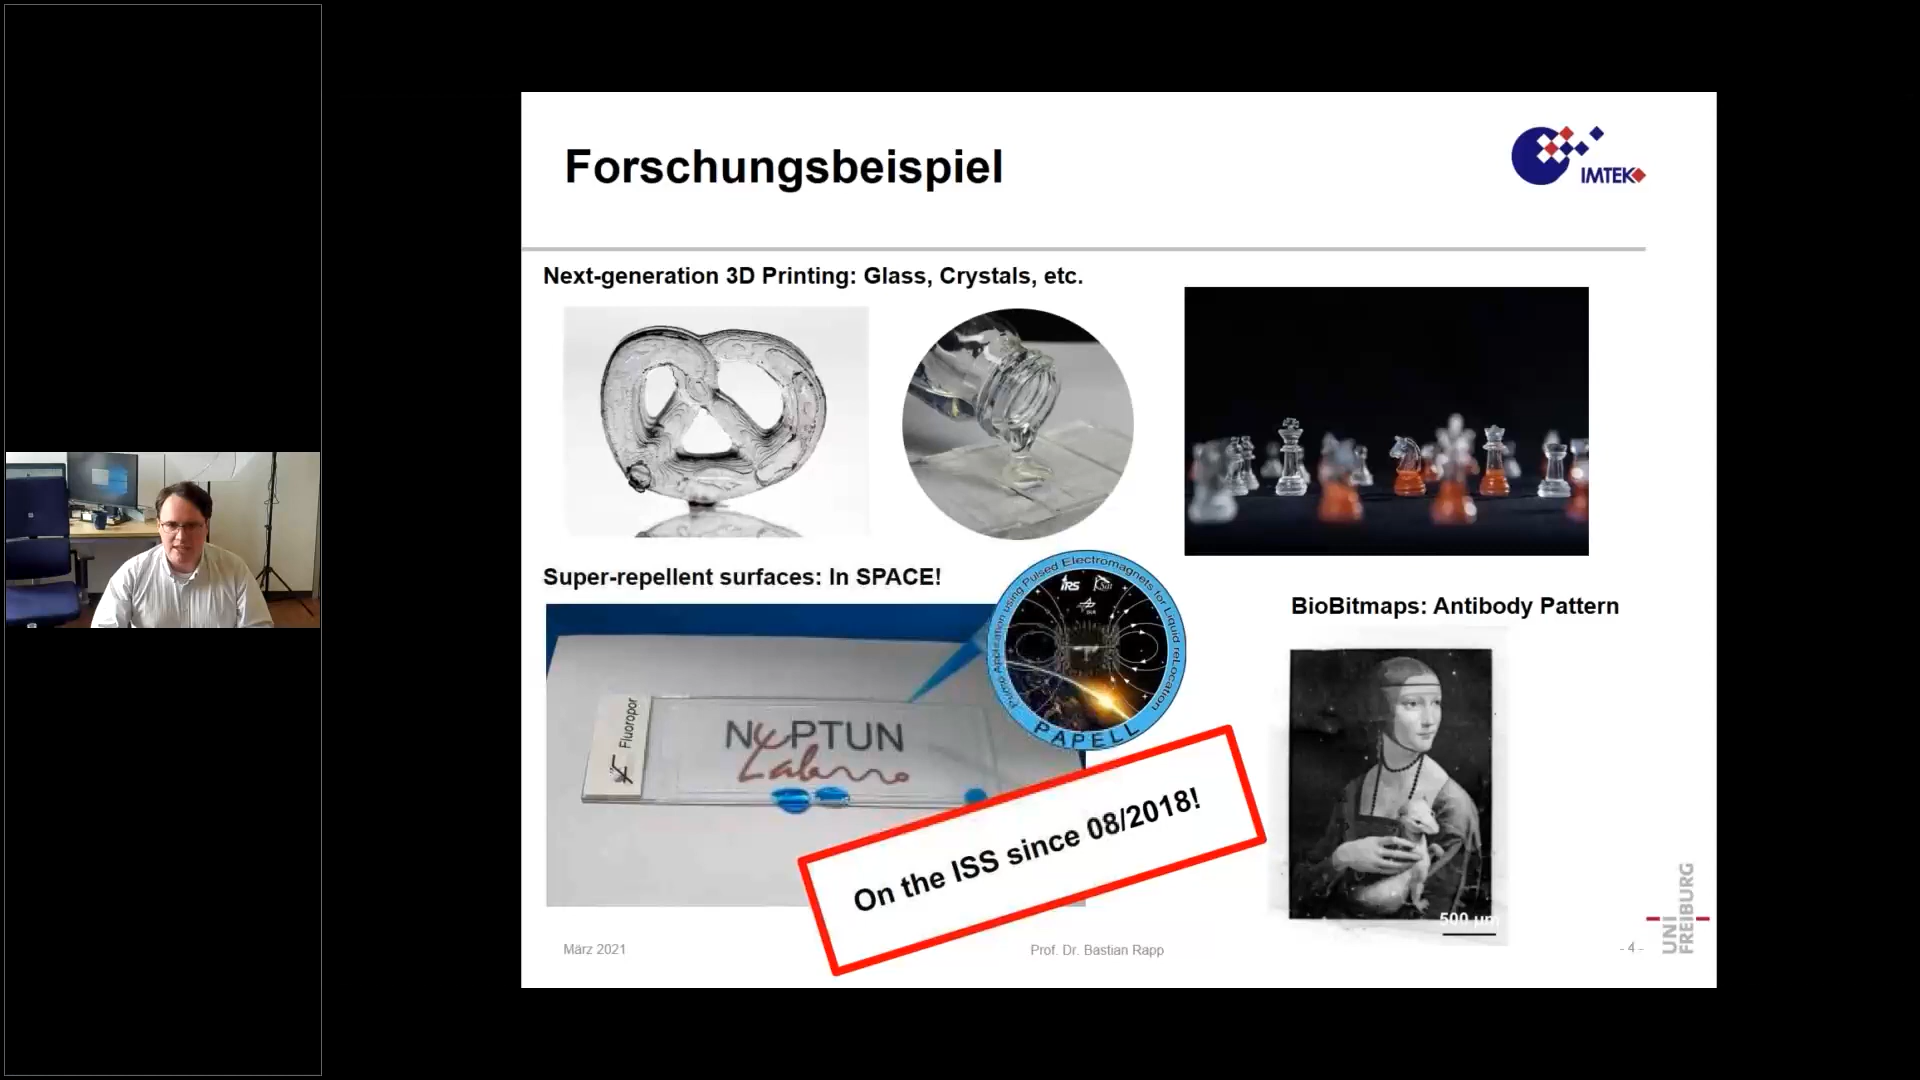 Forschungsbeispiel
IMTEK
Next-generation 3D Printing: Glass, Crystals, etc.
Super-repellent surfaces: In SPACE!
PAPELL
IRS
Fluoropor
NEPTUN
BioBitmaps: Antibody Pattern
500 µm
On the ISS since 08/2018!
März 2021
Prof. Dr. Bastian Rapp
- 4 -
UNI
FREIBURG